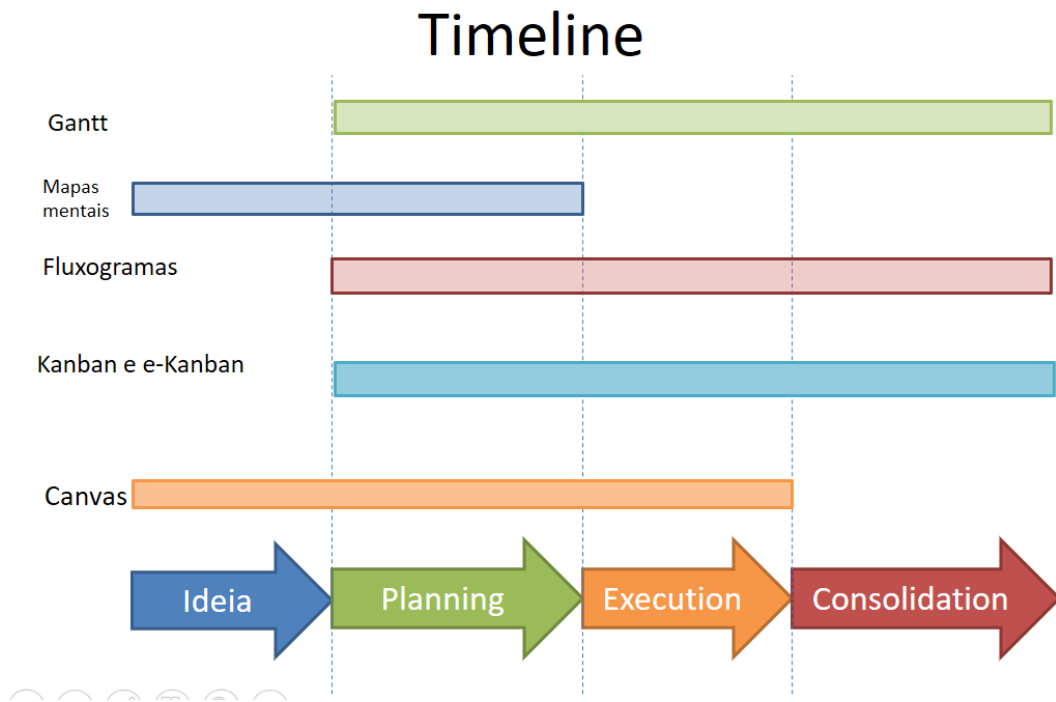 Timeline
Gantt
Mapas
mentais
Fluxogramas
Kanban e e-Kanban
Canvas
Ideia
Planning
Execution
Consolidation